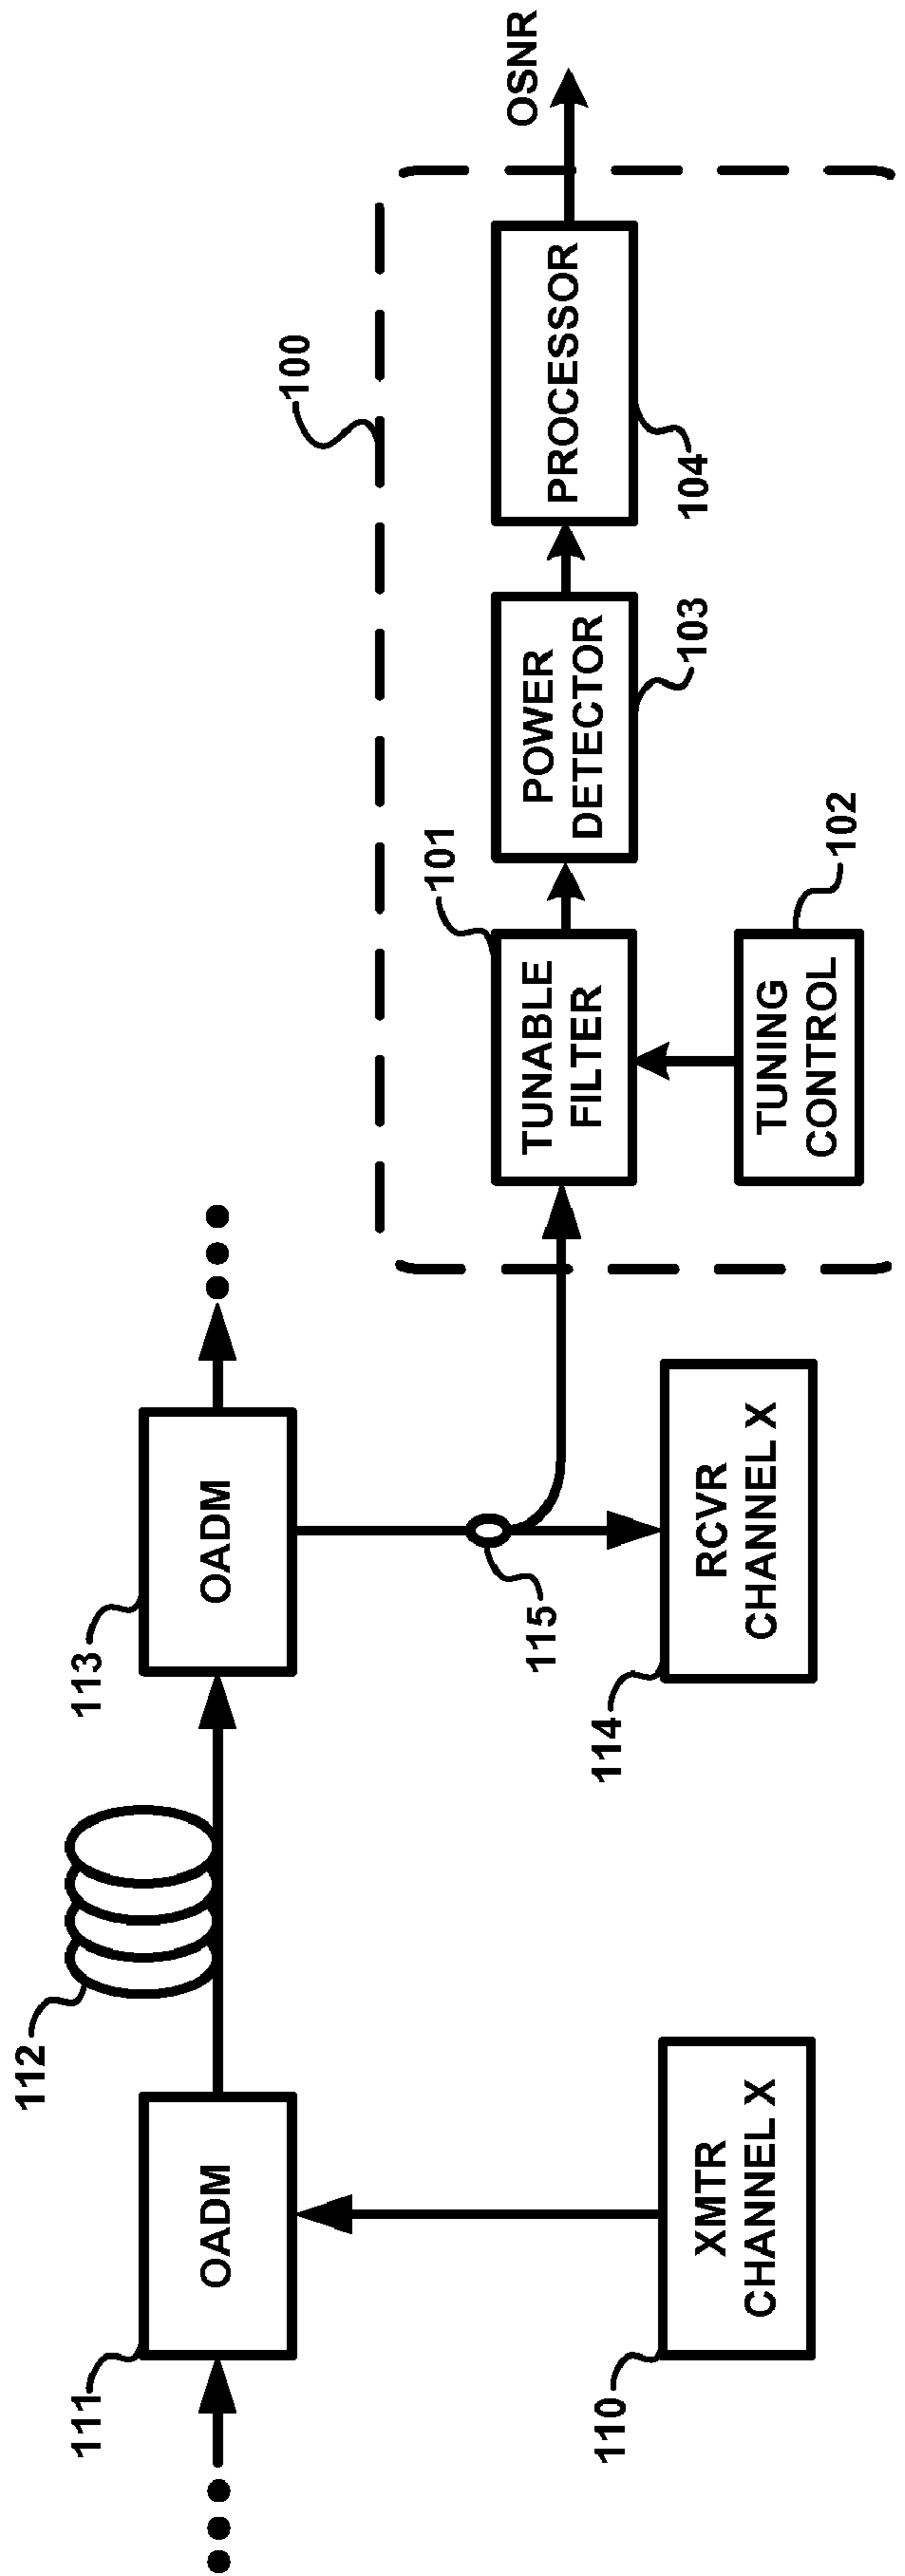 112
111
OADM
113
OADM
110
XMTR
CHANNEL X
114
RCVR
CHANNEL X
115
100
101
TUNABLE
FILTER
102
TUNING
CONTROL
103
POWER
DETECTOR
104
PROCESSOR
OSNR